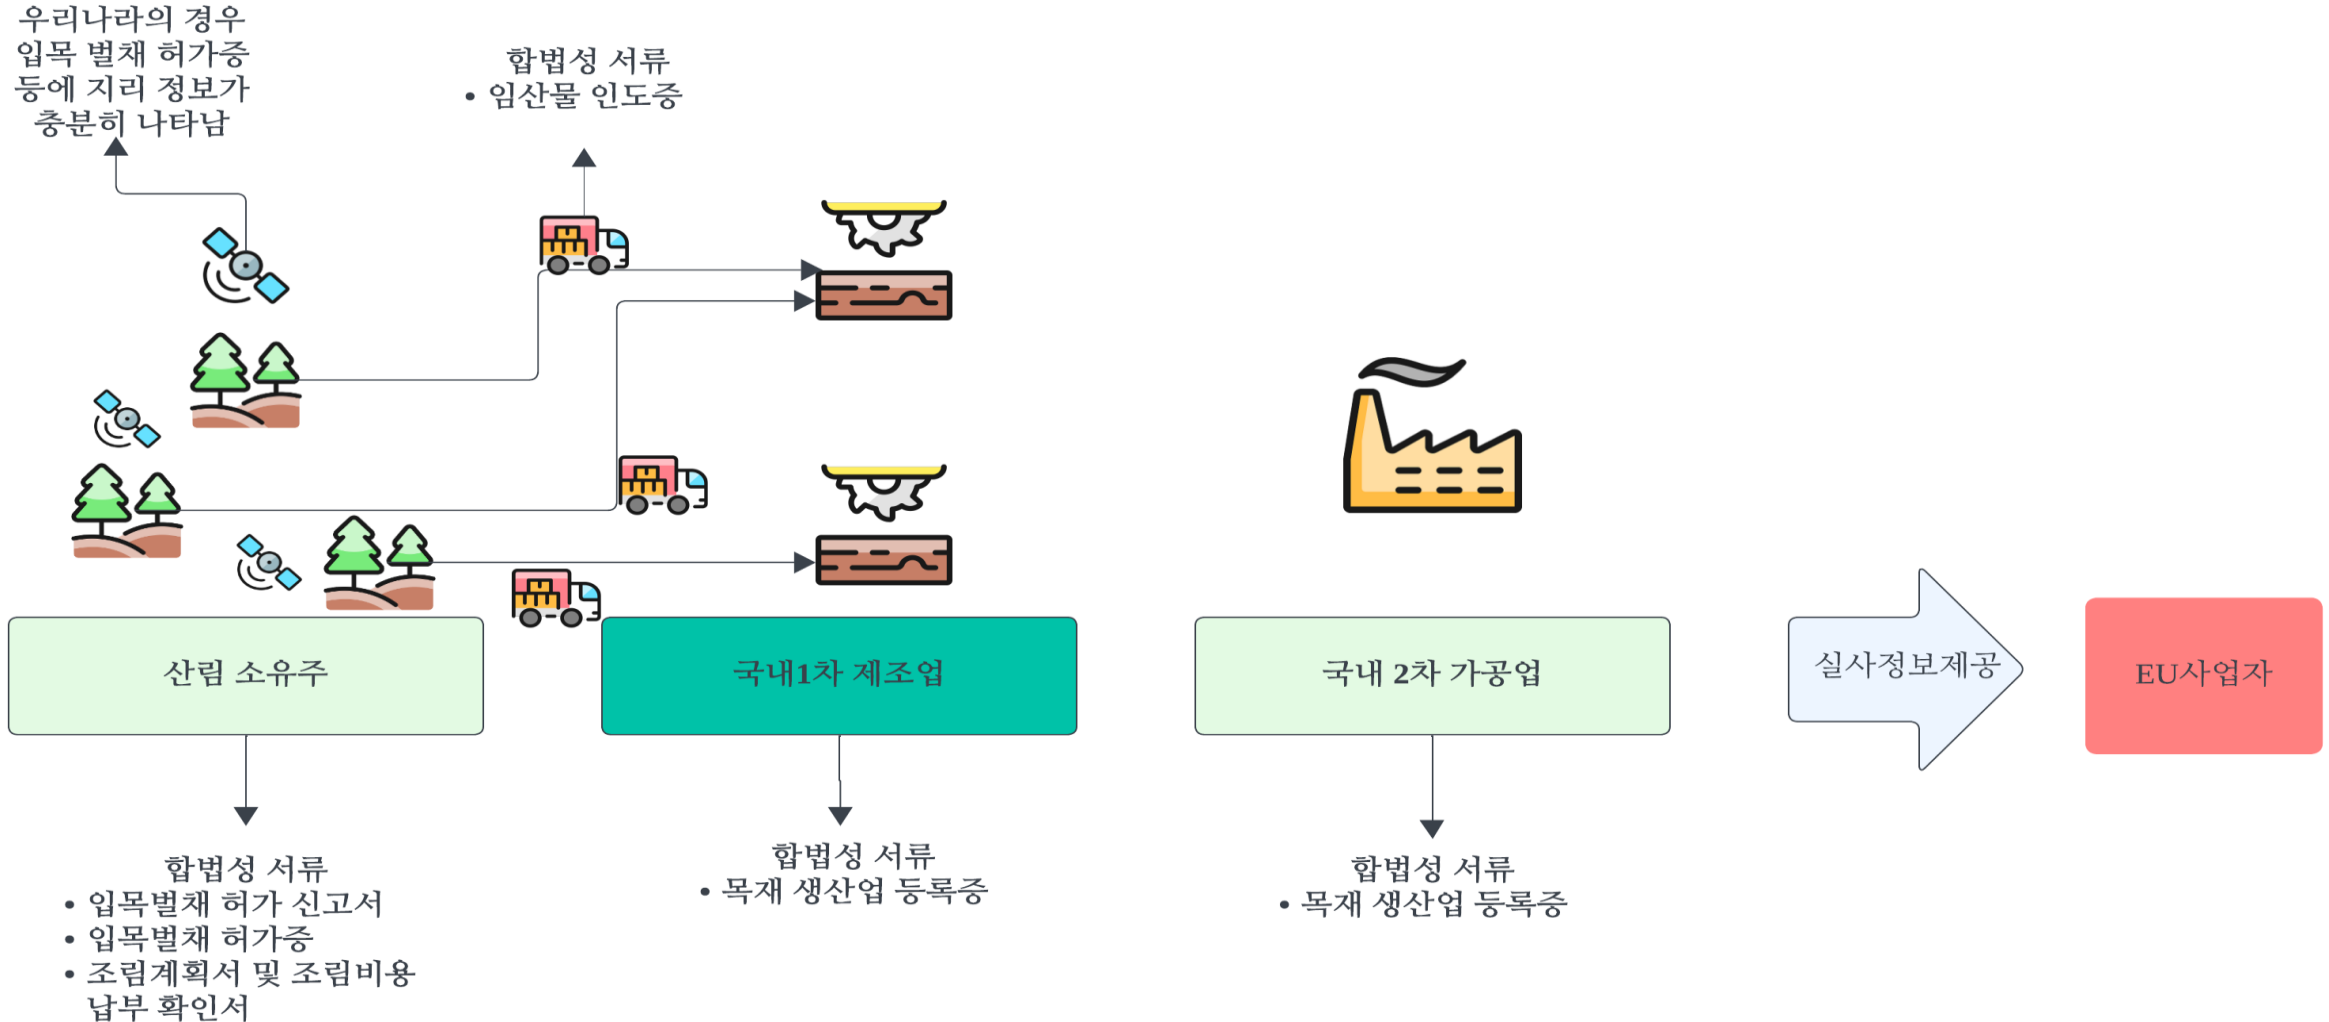 우리나라의 경우
입목 벌채 허가증
등에 지리 정보가
충분히 나타남
합법성 서류
• 임산물 인도증
산림 소유주
국내1차 제조업
국내 2차 가공업
실사정보제공
EU사업자
합법성 서류
• 입목벌채 허가 신고서
• 입목벌채 허가증
• 조림계획서 및 조림비용
납부 확인서
합법성 서류
• 목재 생산업 등록증
합법성 서류
• 목재 생산업 등록증